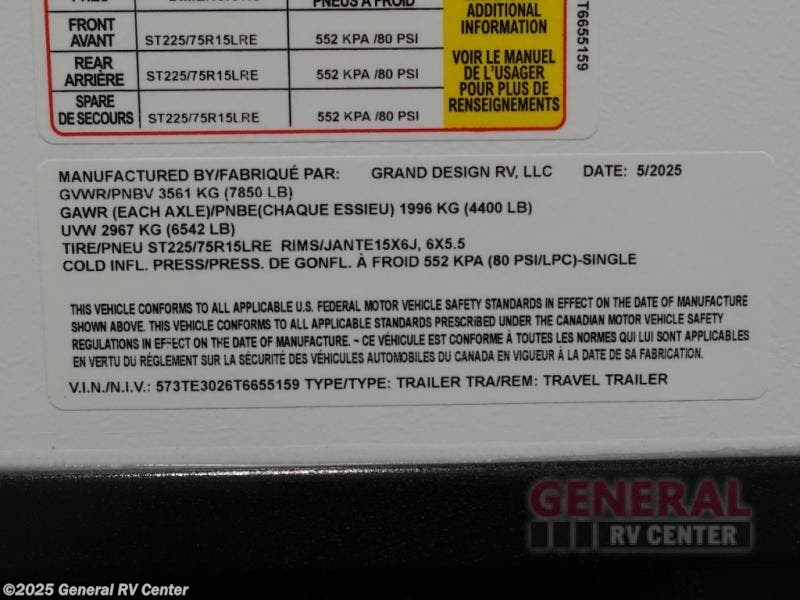 PNEUS À FROID
ADDITIONAL
INFORMATION
FRONT
AVANT ST225/75R15LRE 552 KPA /80 PSI
REAR
ARRIÈRE ST225/75R15LRE 552 KPA /80 PSI
SPARE
DE SECOURS ST225/75R15LRE 552 KPA /80 PSI
VOIR LE MANUEL
DE L'USAGER
POUR PLUS DE
RENSEIGNEMENTS
T6655159
MANUFACTURED BY/FABRIQUÉ PAR: GRAND DESIGN RV, LLC DATE: 5/2025
GVWR/PNBV 3561 KG (7850 LB)
GAWR (EACH AXLE)/PNBE(CHAQUE ESSIEU) 1996 KG (4400 LB)
UVW 2967 KG (6542 LB)
TIRE/PNEU ST225/75R15LRE RIMS/JANTE15X6J, 6X5.5
COLD INFL. PRESS/PRESS. DE GONFL. À FROID 552 KPA (80 PSI/LPC)-SINGLE
THIS VEHICLE CONFORMS TO ALL APPLICABLE U.S. FEDERAL MOTOR VEHICLE SAFETY STANDARDS IN EFFECT ON THE DATE OF MANUFACTURE
SHOWN ABOVE. THIS VEHICLE CONFORMS TO ALL APPLICABLE STANDARDS PRESCRIBED UNDER THE CANADIAN MOTOR VEHICLE SAFETY
REGULATIONS IN EFFECT ON THE DATE OF MANUFACTURE. ~ CE VÉHICULE EST CONFORME À TOUTES LES NORMES QUI LUI SONT APPLICABLES
EN VERTU DU RÈGLEMENT SUR LA SÉCURITÉ DES VÉHICULES AUTOMOBILES DU CANADA EN VIGUEUR À LA DATE DE SA FABRICATION.
V.I.N./N.I.V.: 573TE3026T6655159 TYPE/TYPE: TRAILER TRA/REM: TRAVEL TRAILER
GENERAL
RV CENTER
©2025 General RV Center